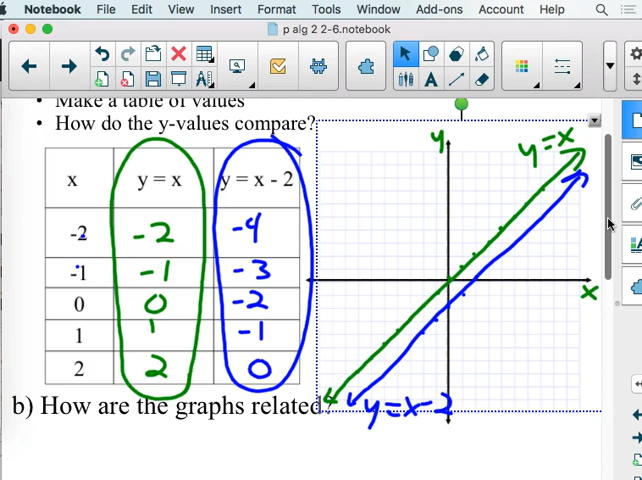 Notebook File Edit View Insert Format Tools Window Add-ons Account Help
p alg 2 2-6.notebook
• Make a table of values
• How do the y-values compare?
x y = x y = x - 2
-2 -2 -4
-1 -1 -3
0 0 -2
1 1 -1
2 2 0
y
y=x
x
y=x-2
b) How are the graphs related?